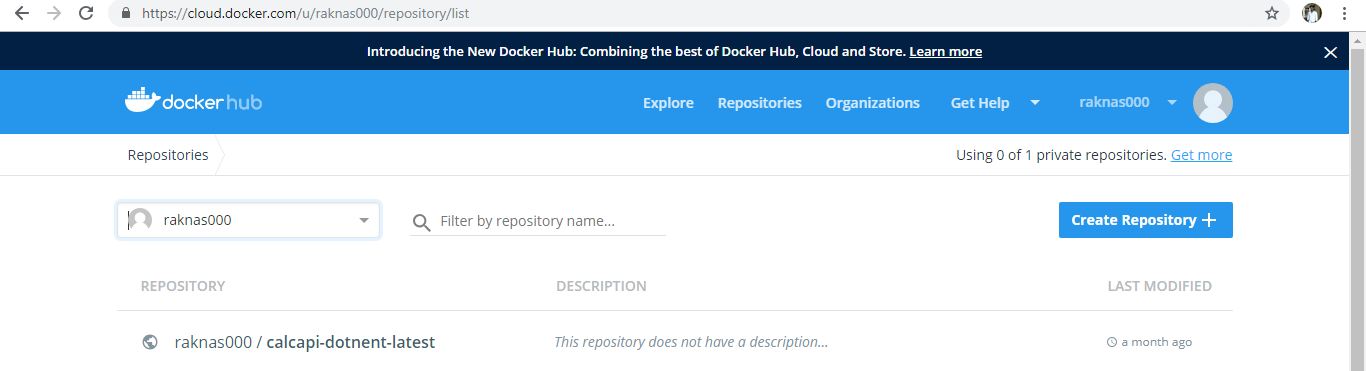 https://cloud.docker.com/u/raknas000/repository/list
Introducing the New Docker Hub: Combining the best of Docker Hub, Cloud and Store. Learn more
dockerhub Explore Repositories Organizations Get Help raknas000
Repositories Using 0 of 1 private repositories. Get more
raknas000 Filter by repository name... Create Repository +
REPOSITORY DESCRIPTION LAST MODIFIED
raknas000 / calcapi-dotnent-latest This repository does not have a description... a month ago